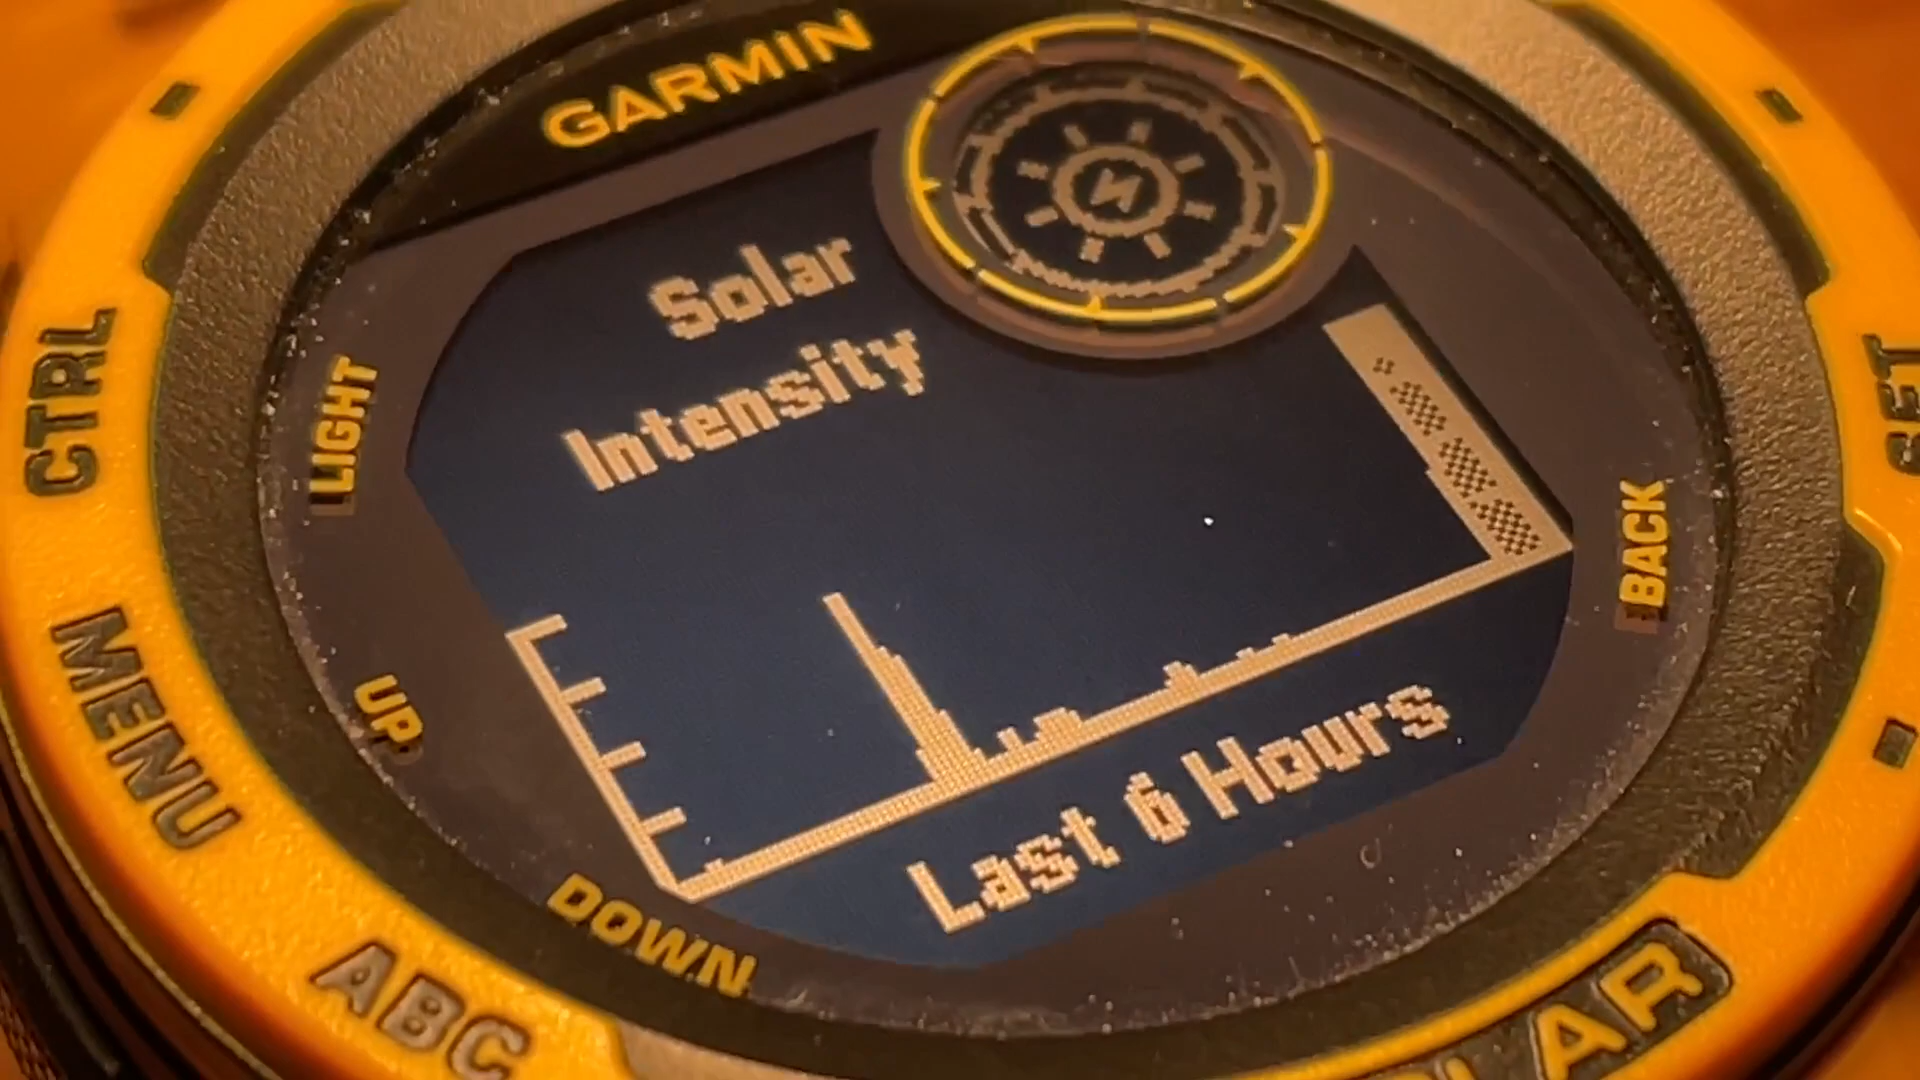 GARMIN
Solar
Intensity
Last 6 Hours
CTRL
LIGHT
MENU
UP
DOWN
ABC
BACK